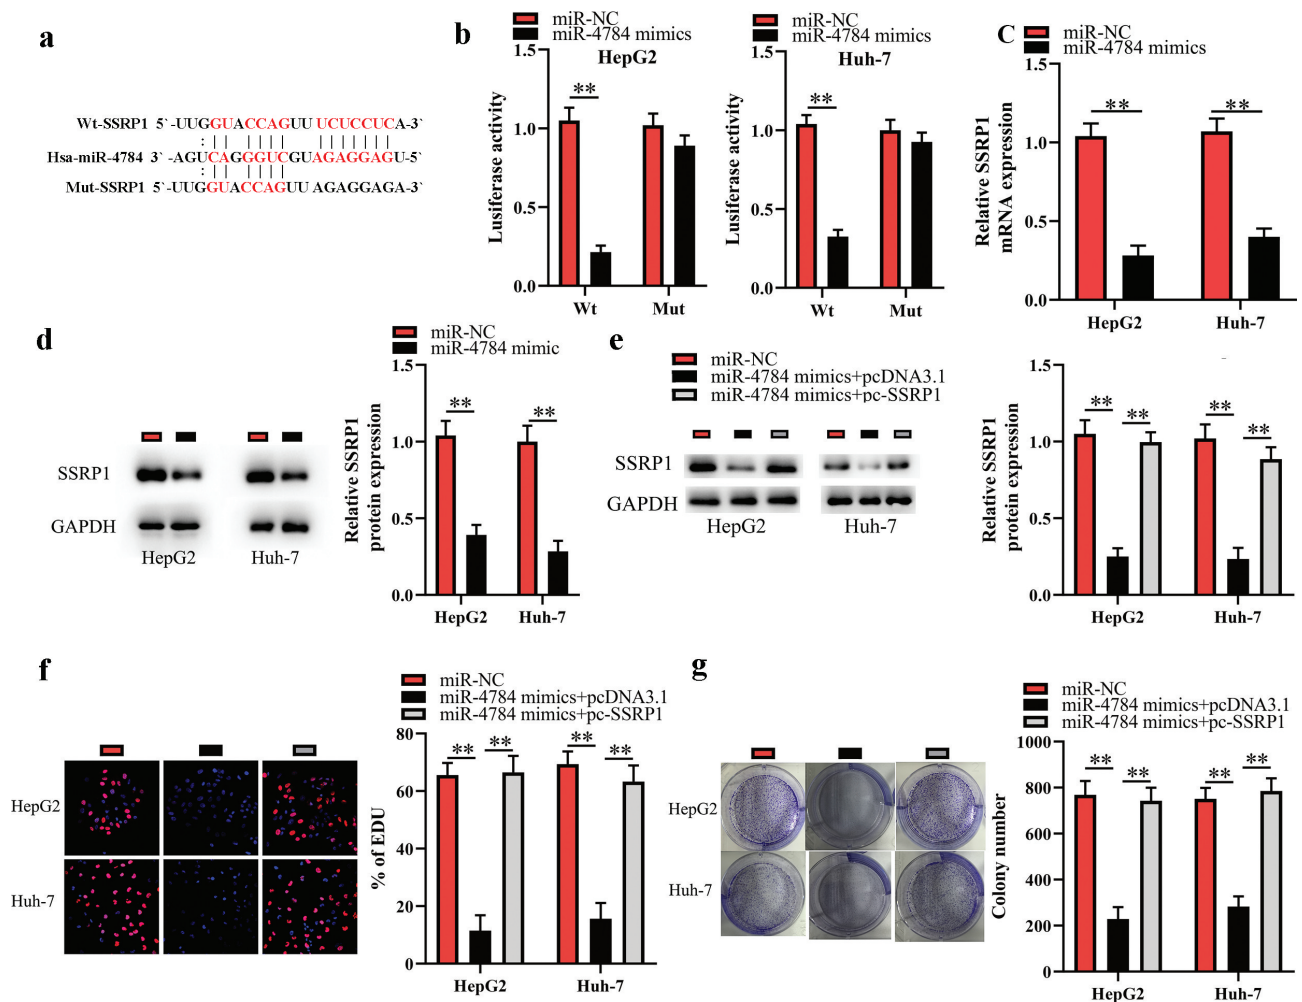 a
Wt-SSRP1 5`-UUGGUACCAGUU UCUCCUCA-3`
Hsa-miR-4784 3`-AGUCAGGGUCGUAGAGGAGU-5`
Mut-SSRP1 5`-UUGGUACCAGUU AGAGGAGA-3`
b
miR-NC
miR-4784 mimics
HepG2
Lusiferase activity
1.5
1.0
0.5
0.0
**
Wt
Mut
miR-NC
miR-4784 mimics
Huh-7
Lusiferase activity
1.5
1.0
0.5
0.0
**
Wt
Mut
C
miR-NC
miR-4784 mimics
Relative SSRP1
mRNA expression
1.5
1.0
0.5
0.0
**
**
HepG2
Huh-7
d
SSRP1
GAPDH
HepG2
Huh-7
miR-NC
miR-4784 mimic
Relative SSRP1
protein expression
1.5
1.0
0.5
0.0
**
**
HepG2
Huh-7
e
miR-NC
miR-4784 mimics+pcDNA3.1
miR-4784 mimics+pc-SSRP1
SSRP1
GAPDH
HepG2
Huh-7
Relative SSRP1
protein expression
1.5
1.0
0.5
0.0
**
**
**
**
HepG2
Huh-7
f
HepG2
Huh-7
miR-NC
miR-4784 mimics+pcDNA3.1
miR-4784 mimics+pc-SSRP1
% of EDU
80
60
40
20
0
**
**
**
**
HepG2
Huh-7
g
HepG2
Huh-7
miR-NC
miR-4784 mimics+pcDNA3.1
miR-4784 mimics+pc-SSRP1
Colony number
1000
800
600
400
200
0
**
**
**
**
HepG2
Huh-7